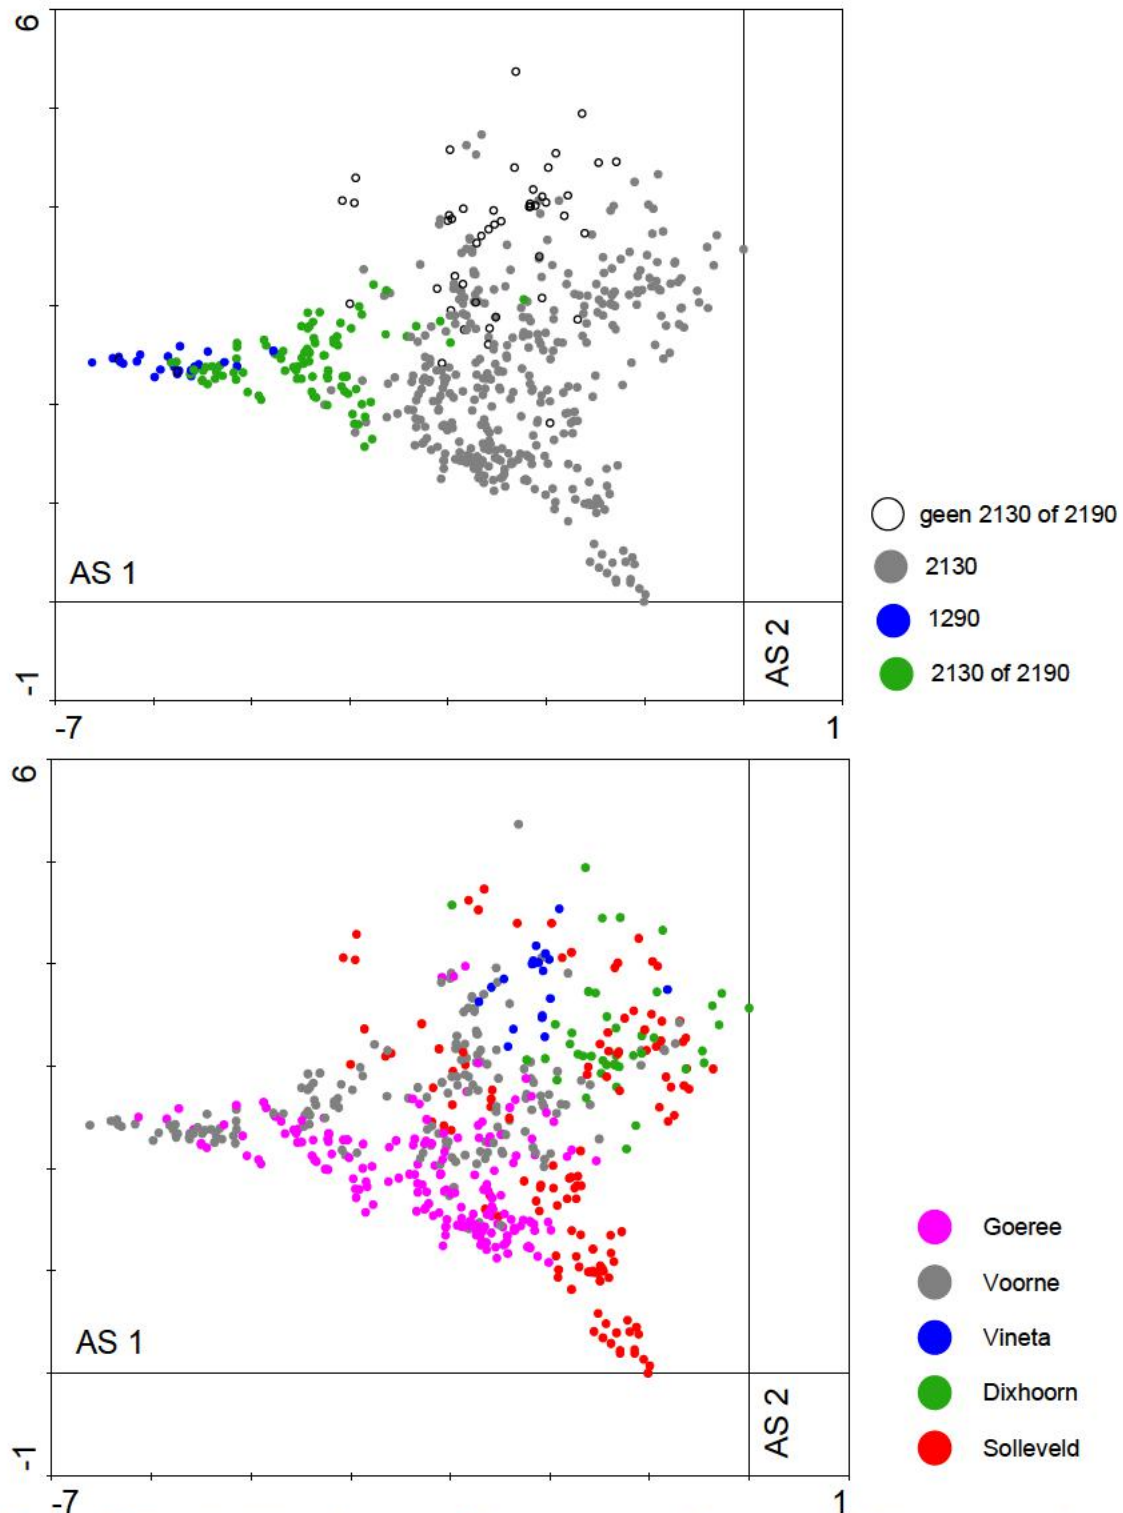 6
geen 2130 of 2190
2130
AS 1
1290
AS 2
2130 of 2190
-1
-7
1
6
Goeree
Voorne
Vineta
AS 1
Dixhoorn
AS 2
Solleveld
-1
-7
1